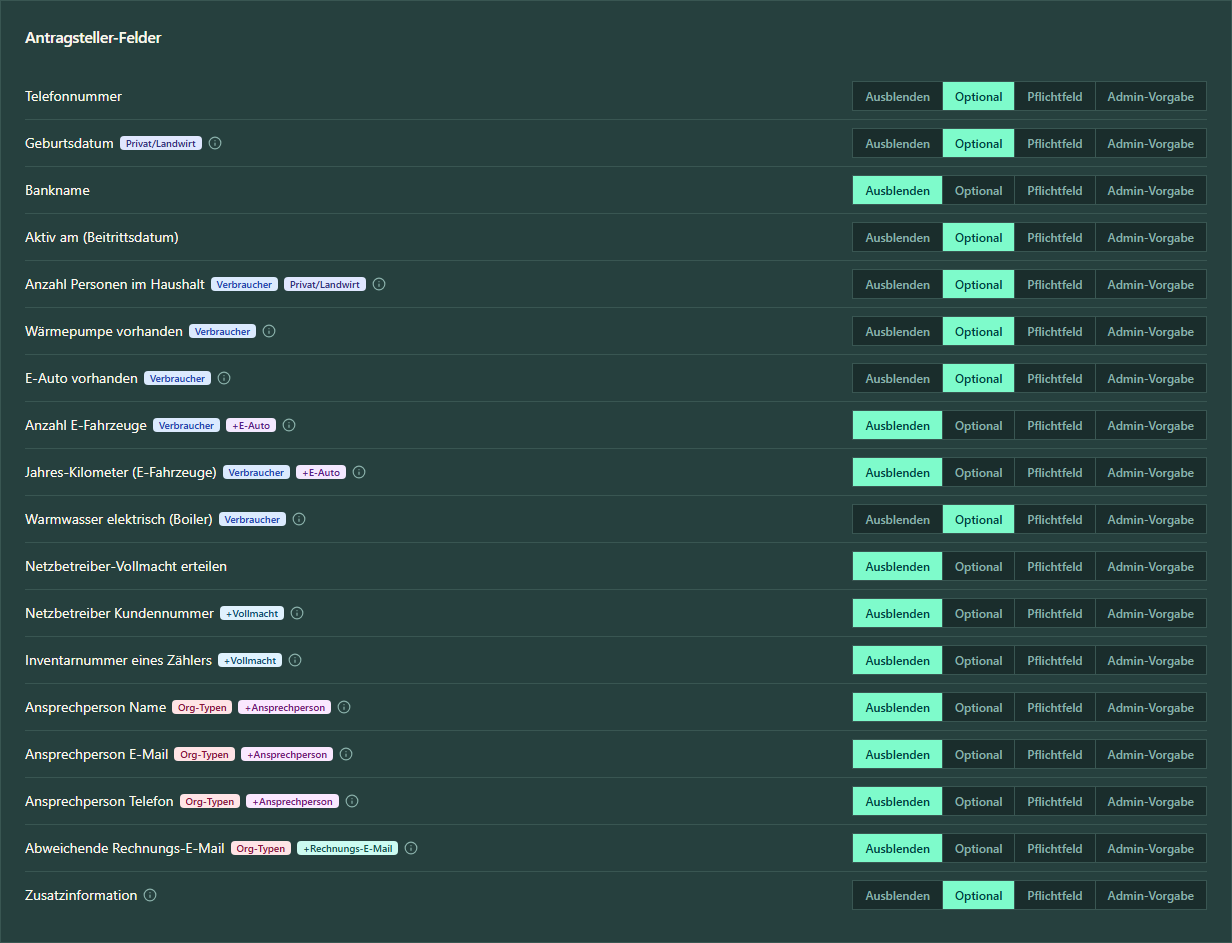 Antragsteller-Felder
Telefonnummer Ausblenden Optional Pflichtfeld Admin-Vorgabe
Geburtsdatum Privat/Landwirt Ausblenden Optional Pflichtfeld Admin-Vorgabe
Bankname Ausblenden Optional Pflichtfeld Admin-Vorgabe
Aktiv am (Beitrittsdatum) Ausblenden Optional Pflichtfeld Admin-Vorgabe
Anzahl Personen im Haushalt Verbraucher Privat/Landwirt Ausblenden Optional Pflichtfeld Admin-Vorgabe
Wärmepumpe vorhanden Verbraucher Ausblenden Optional Pflichtfeld Admin-Vorgabe
E-Auto vorhanden Verbraucher Ausblenden Optional Pflichtfeld Admin-Vorgabe
Anzahl E-Fahrzeuge Verbraucher +E-Auto Ausblenden Optional Pflichtfeld Admin-Vorgabe
Jahres-Kilometer (E-Fahrzeuge) Verbraucher +E-Auto Ausblenden Optional Pflichtfeld Admin-Vorgabe
Warmwasser elektrisch (Boiler) Verbraucher Ausblenden Optional Pflichtfeld Admin-Vorgabe
Netzbetreiber-Vollmacht erteilen Ausblenden Optional Pflichtfeld Admin-Vorgabe
Netzbetreiber Kundennummer +Vollmacht Ausblenden Optional Pflichtfeld Admin-Vorgabe
Inventarnummer eines Zählers +Vollmacht Ausblenden Optional Pflichtfeld Admin-Vorgabe
Ansprechperson Name Org-Typen +Ansprechperson Ausblenden Optional Pflichtfeld Admin-Vorgabe
Ansprechperson E-Mail Org-Typen +Ansprechperson Ausblenden Optional Pflichtfeld Admin-Vorgabe
Ansprechperson Telefon Org-Typen +Ansprechperson Ausblenden Optional Pflichtfeld Admin-Vorgabe
Abweichende Rechnungs-E-Mail Org-Typen +Rechnungs-E-Mail Ausblenden Optional Pflichtfeld Admin-Vorgabe
Zusatzinformation Ausblenden Optional Pflichtfeld Admin-Vorgabe